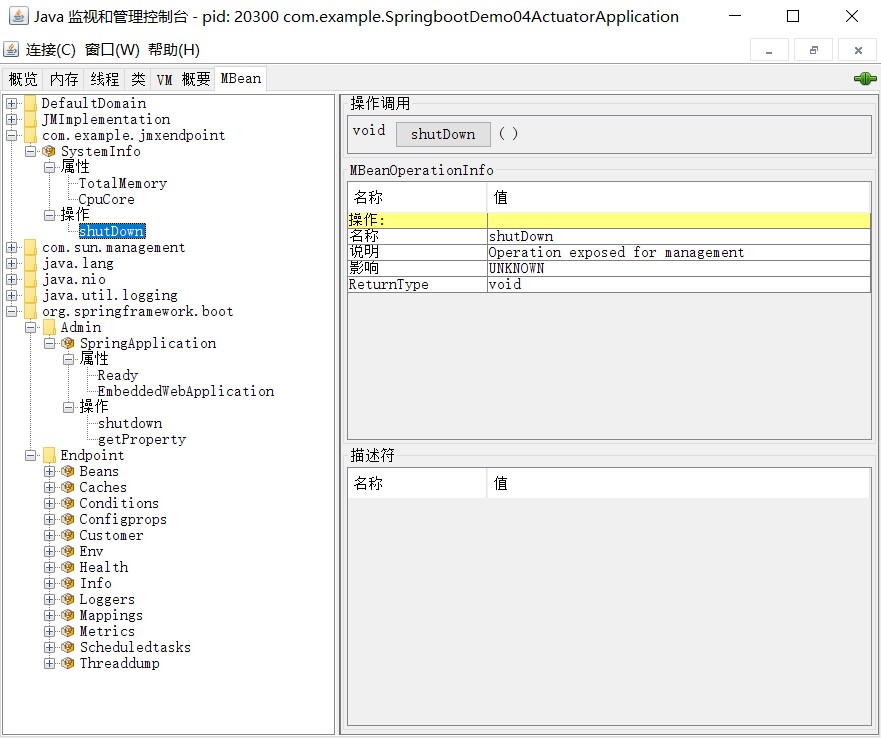 Java 监视和管理控制台 - pid: 20300 com.example.SpringbootDemo04ActuatorApplication
连接(C) 窗口(W) 帮助(H)
概览 内存 线程 类 VM 概要 MBean
DefaultDomain
JMImplementation
com.example.jmxendpoint
SystemInfo
属性
TotalMemory
CpuCore
操作
shutDown
com.sun.management
java.lang
java.nio
java.util.logging
org.springframework.boot
Admin
SpringApplication
属性
Ready
EmbeddedWebApplication
操作
shutdown
getProperty
Endpoint
Beans
Caches
Conditions
Configprops
Customer
Env
Health
Info
Loggers
Mappings
Metrics
Scheduledtasks
Threaddump
操作调用
void shutDown ( )
MBeanOperationInfo
名称 值
操作:
名称 shutDown
说明 Operation exposed for management
影响 UNKNOWN
ReturnType void
描述符
名称 值